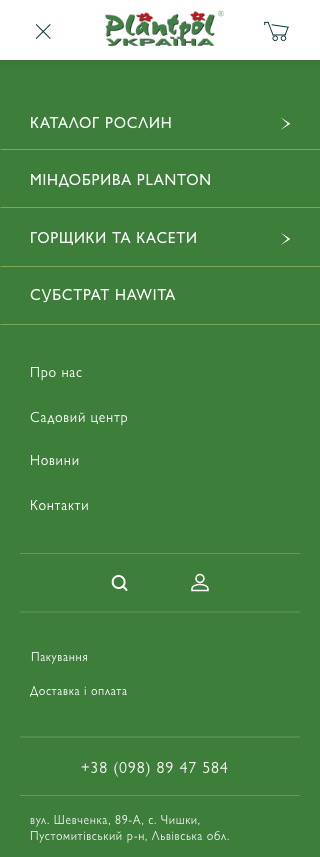 Plantpol ®
УКРАЇНА
КАТАЛОГ РОСЛИН
МІНДОБРИВА PLANTON
ГОРЩИКИ ТА КАСЕТИ
СУБСТРАТ HAWITA
Про нас
Садовий центр
Новини
Контакти
Пакування
Доставка і оплата
+38 (098) 89 47 584
вул. Шевченка, 89-А, с. Чишки,
Пустомитівський р-н, Львівська обл.